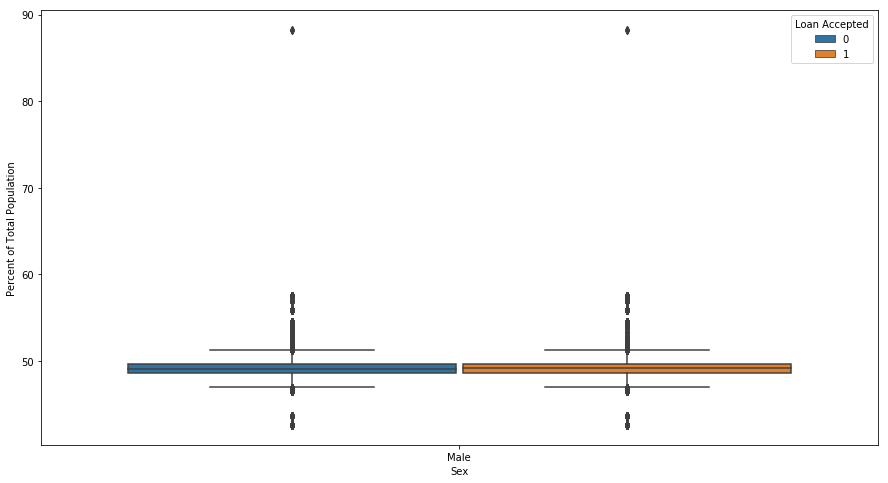 90
80
70
60
50
Percent of Total Population
Loan Accepted
0
1
Male
Sex